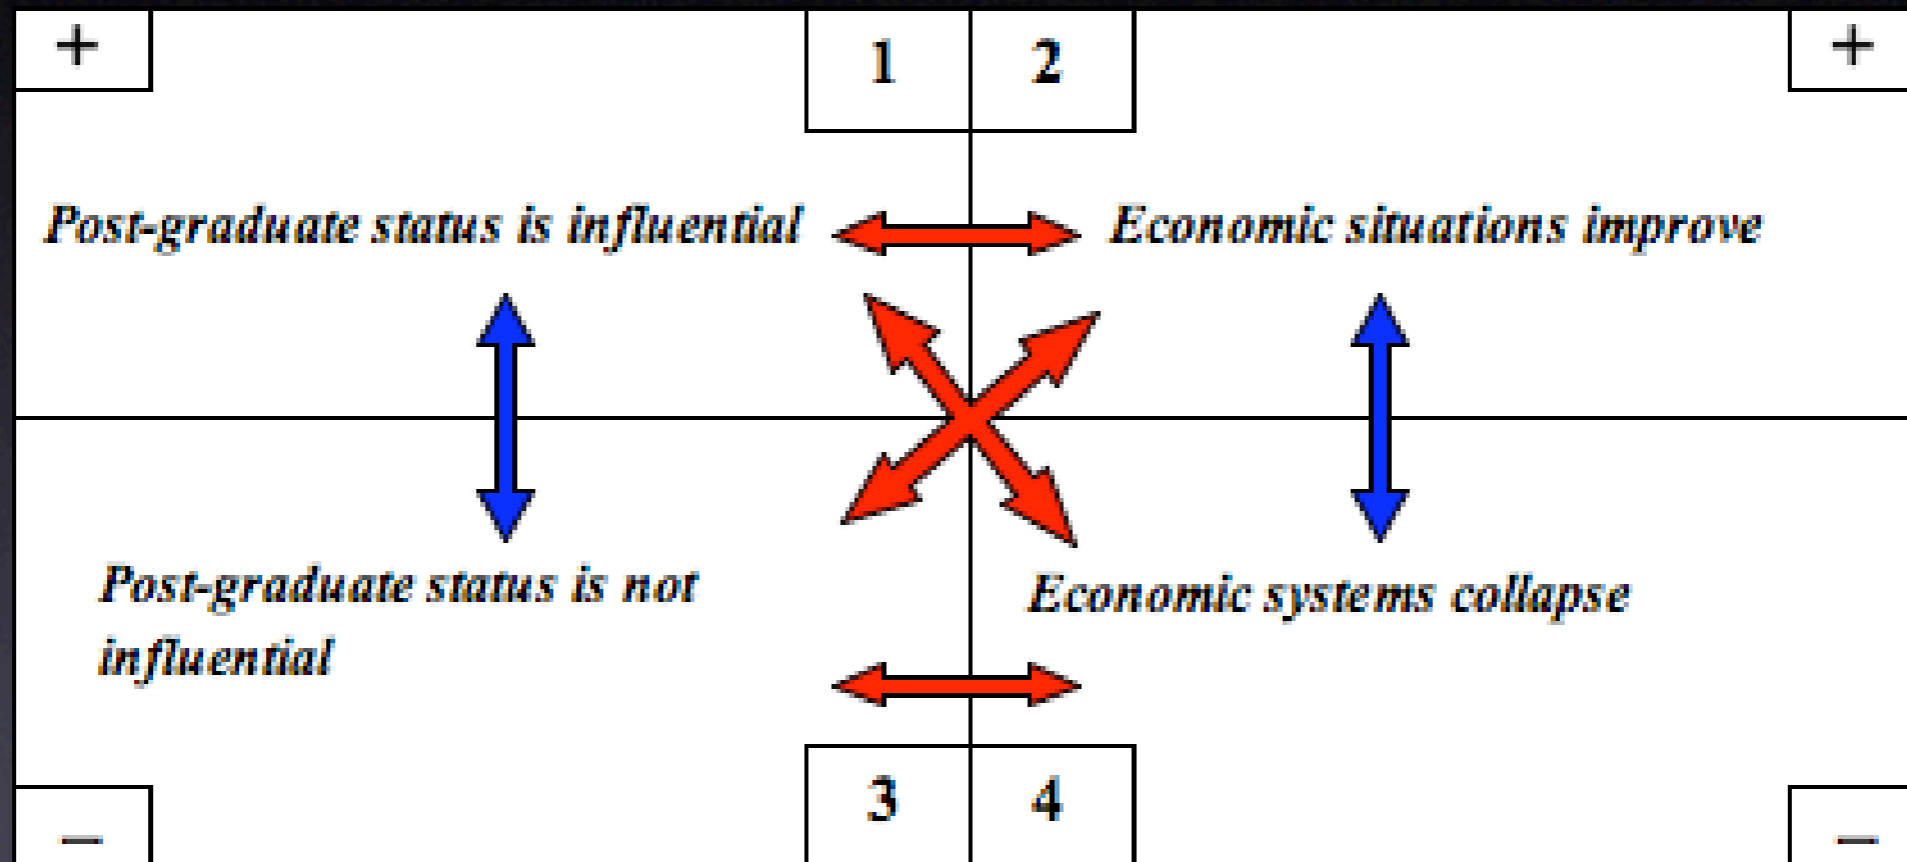 +
1
2
+
Post-graduate status is influential
Economic situations improve
Post-graduate status is not
influential
Economic systems collapse
3
4
–
–